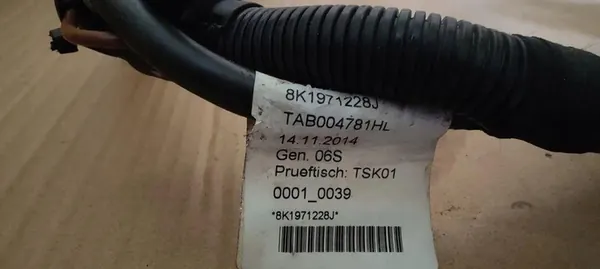 8K1971228J
TAB004781HL
14.11.2014
Gen. 06S
Prueftisch: TSK01
0001_0039
*8K1971228J*